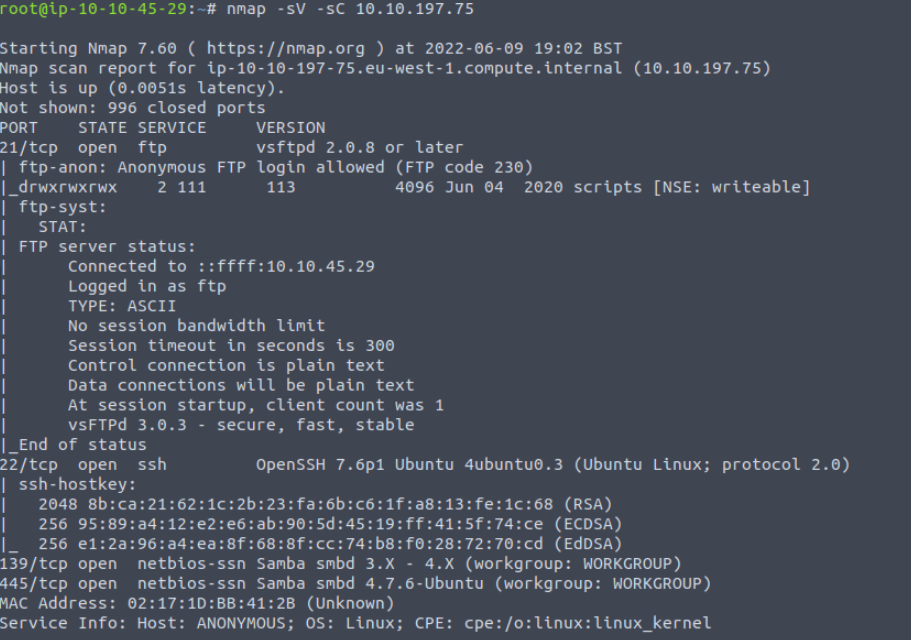 root@ip-10-10-45-29:~# nmap -sV -sC 10.10.197.75
Starting Nmap 7.60 ( https://nmap.org ) at 2022-06-09 19:02 BST
Nmap scan report for ip-10-10-197-75.eu-west-1.compute.internal (10.10.197.75)
Host is up (0.0051s latency).
Not shown: 996 closed ports
PORT    STATE SERVICE     VERSION
21/tcp  open  ftp         vsftpd 2.0.8 or later
| ftp-anon: Anonymous FTP login allowed (FTP code 230)
|_drwxrwxrwx    2 111      113          4096 Jun 04  2020 scripts [NSE: writeable]
| ftp-syst:
|   STAT:
| FTP server status:
|      Connected to ::ffff:10.10.45.29
|      Logged in as ftp
|      TYPE: ASCII
|      No session bandwidth limit
|      Session timeout in seconds is 300
|      Control connection is plain text
|      Data connections will be plain text
|      At session startup, client count was 1
|      vsFTPd 3.0.3 - secure, fast, stable
|_End of status
22/tcp  open  ssh         OpenSSH 7.6p1 Ubuntu 4ubuntu0.3 (Ubuntu Linux; protocol 2.0)
| ssh-hostkey:
|   2048 8b:ca:21:62:1c:2b:23:fa:6b:c6:1f:a8:13:fe:1c:68 (RSA)
|   256 95:89:a4:12:e2:e6:ab:90:5d:45:19:ff:41:5f:74:ce (ECDSA)
|_  256 e1:2a:96:a4:ea:8f:68:8f:cc:74:b8:f0:28:72:70:cd (EdDSA)
139/tcp open  netbios-ssn Samba smbd 3.X - 4.X (workgroup: WORKGROUP)
445/tcp open  netbios-ssn Samba smbd 4.7.6-Ubuntu (workgroup: WORKGROUP)
MAC Address: 02:17:1D:BB:41:2B (Unknown)
Service Info: Host: ANONYMOUS; OS: Linux; CPE: cpe:/o:linux:linux_kernel